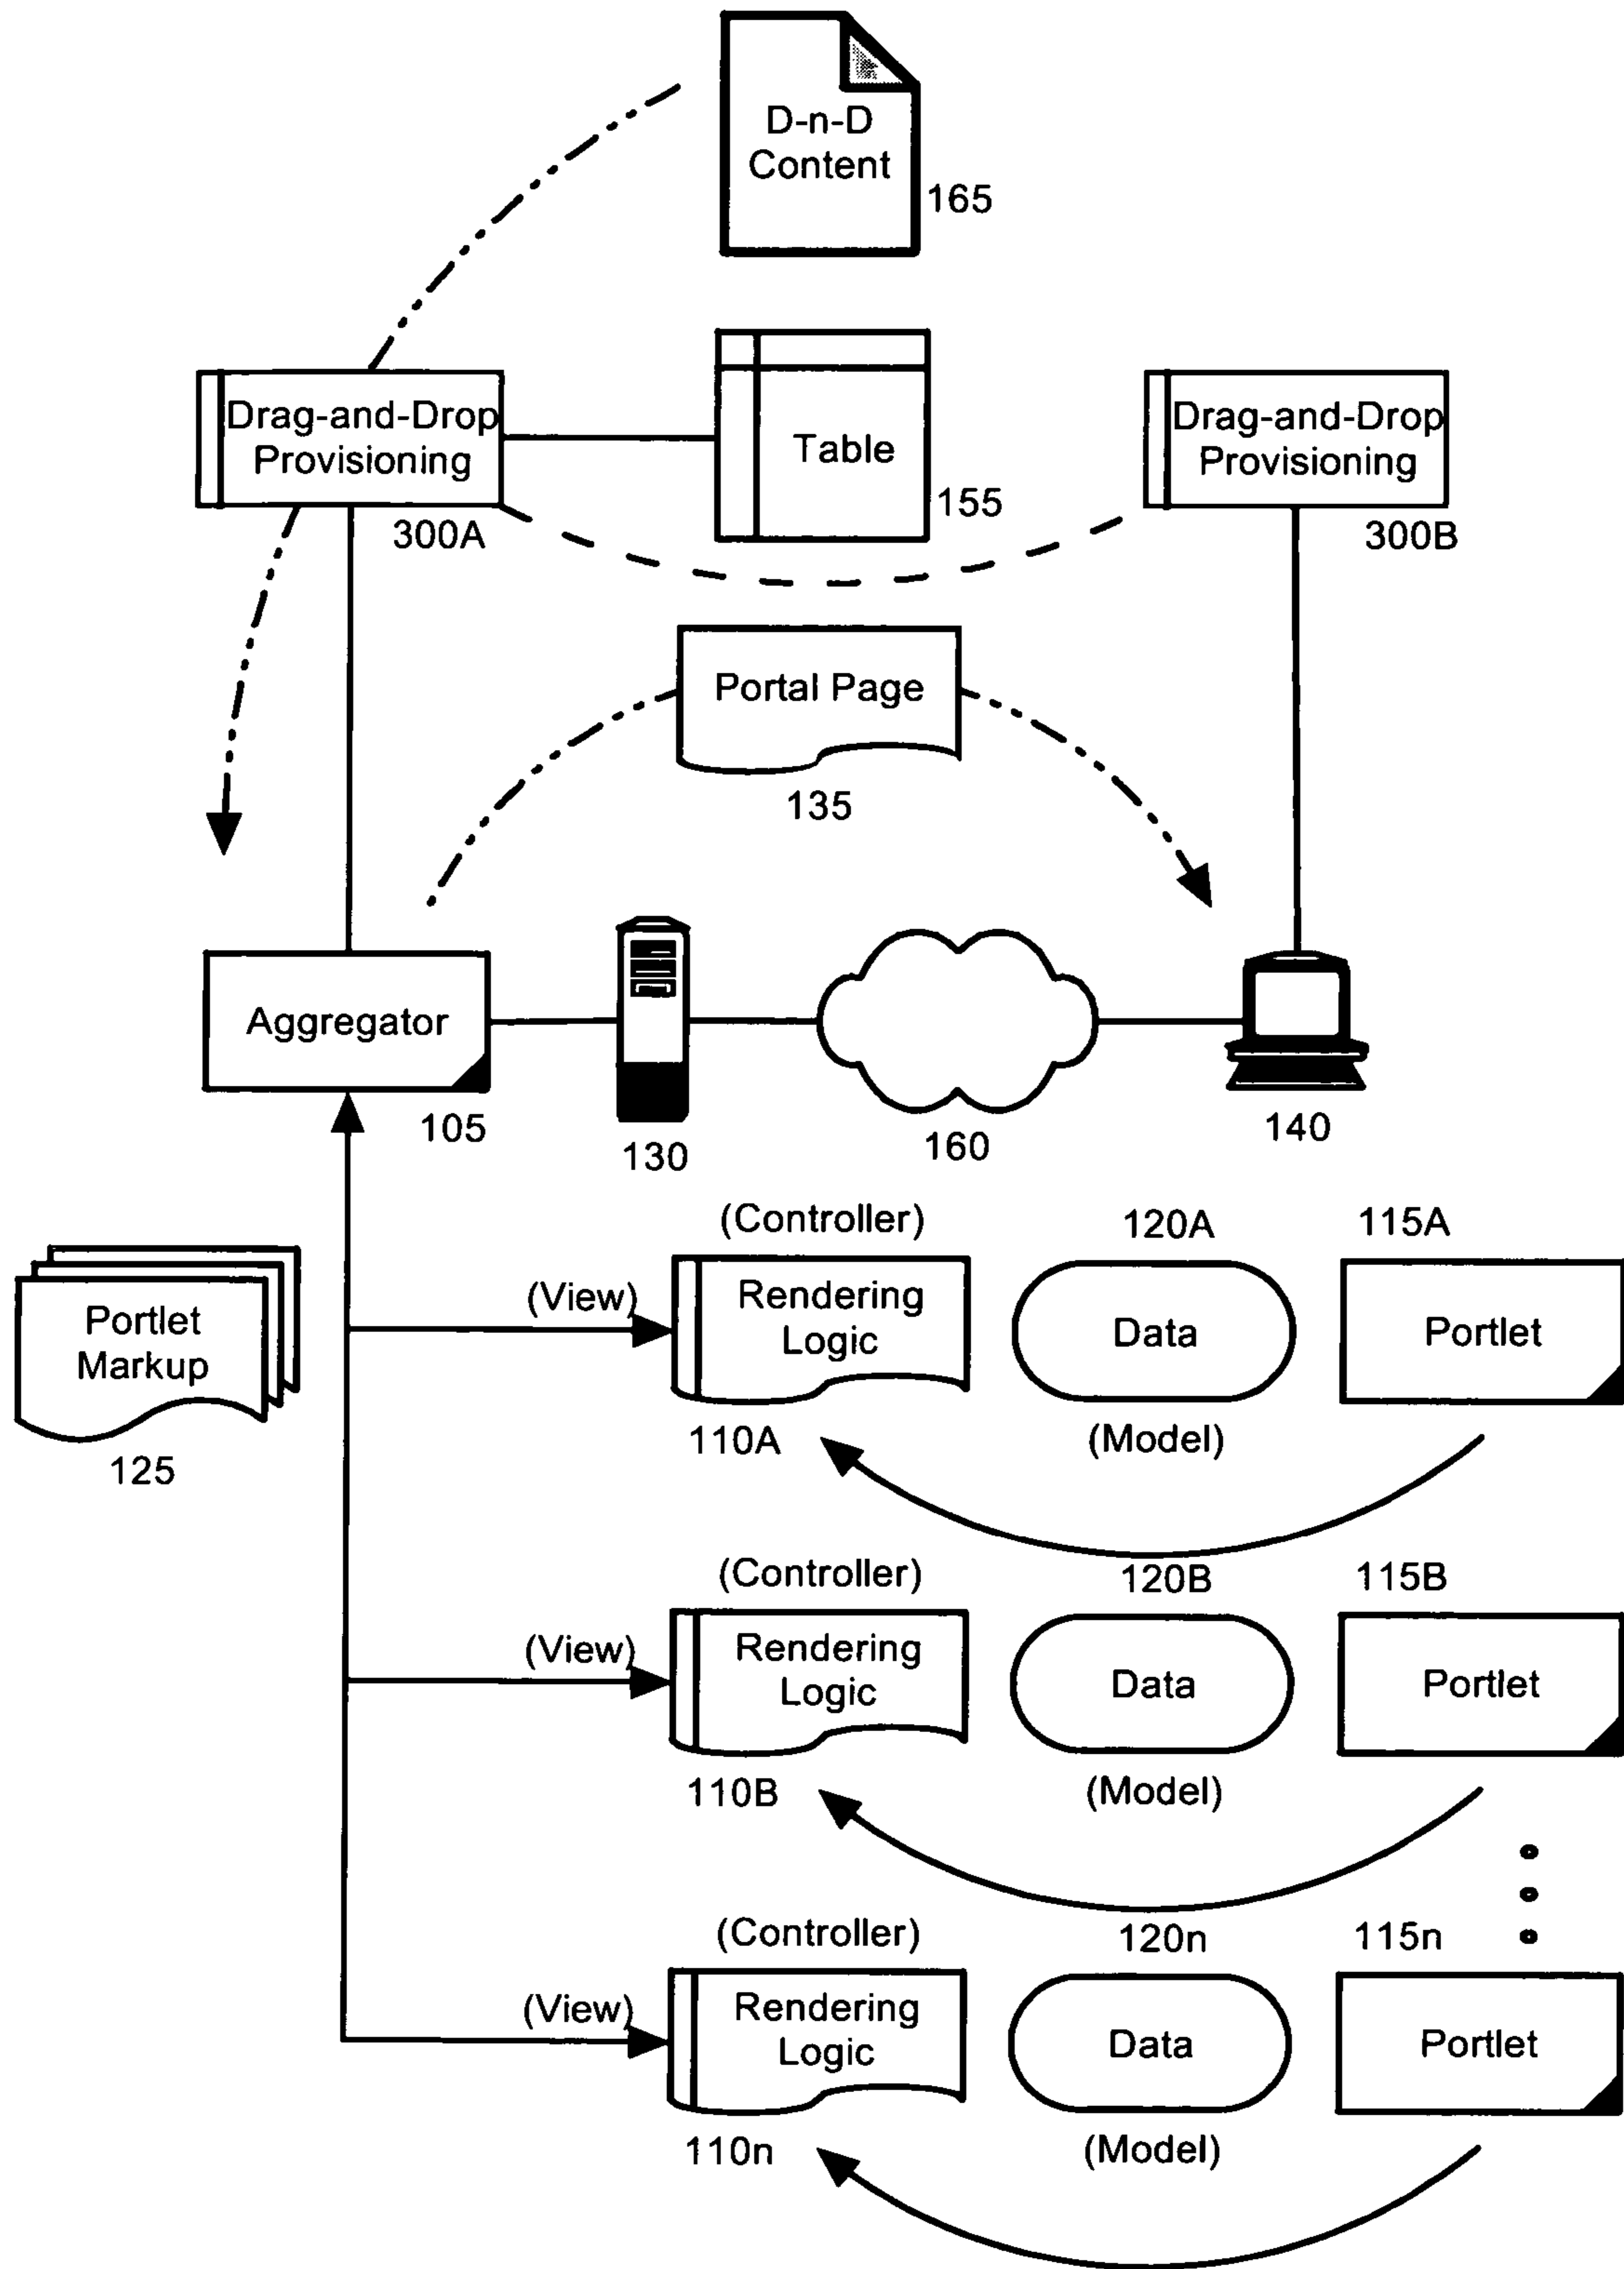 D-n-D
Content
165
Drag-and-Drop
Provisioning
300A
Table
155
Drag-and-Drop
Provisioning
300B
Portal Page
135
Aggregator
105
130
160
140
Portlet
Markup
125
(Controller)
120A
115A
(View)
Rendering
Logic
Data
Portlet
110A
(Model)
(Controller)
120B
115B
(View)
Rendering
Logic
Data
Portlet
110B
(Model)
(Controller)
120n
115n
(View)
Rendering
Logic
Data
Portlet
110n
(Model)